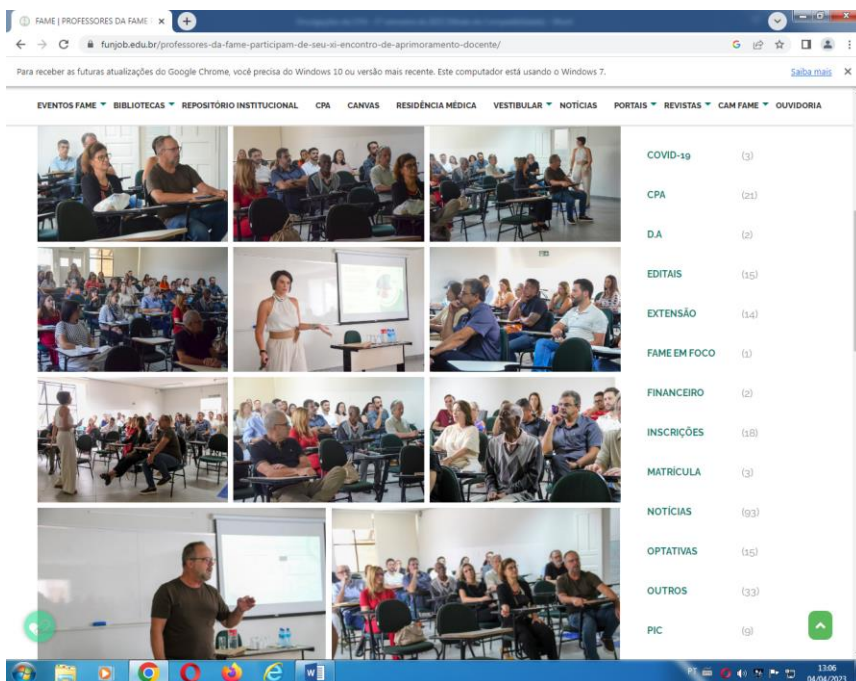 FAME | PROFESSORES DA FAME
funjob.edu.br/professores-da-fame-participam-de-seu-xi-encontro-de-aprimoramento-docente/
Para receber as futuras atualizações do Google Chrome, você precisa do Windows 10 ou versão mais recente. Este computador está usando o Windows 7.
Saiba mais
EVENTOS FAME BIBLIOTECAS REPOSITÓRIO INSTITUCIONAL CPA CANVAS RESIDÊNCIA MÉDICA VESTIBULAR NOTÍCIAS PORTAIS REVISTAS CAM FAME OUVIDORIA
COVID-19 (3)
CPA (21)
D.A (2)
EDITAIS (15)
EXTENSÃO (14)
FAME EM FOCO (1)
FINANCEIRO (2)
INSCRIÇÕES (18)
MATRÍCULA (3)
NOTÍCIAS (93)
OPTATIVAS (15)
OUTROS (33)
PIC (9)
PT
13:06
04/04/2023